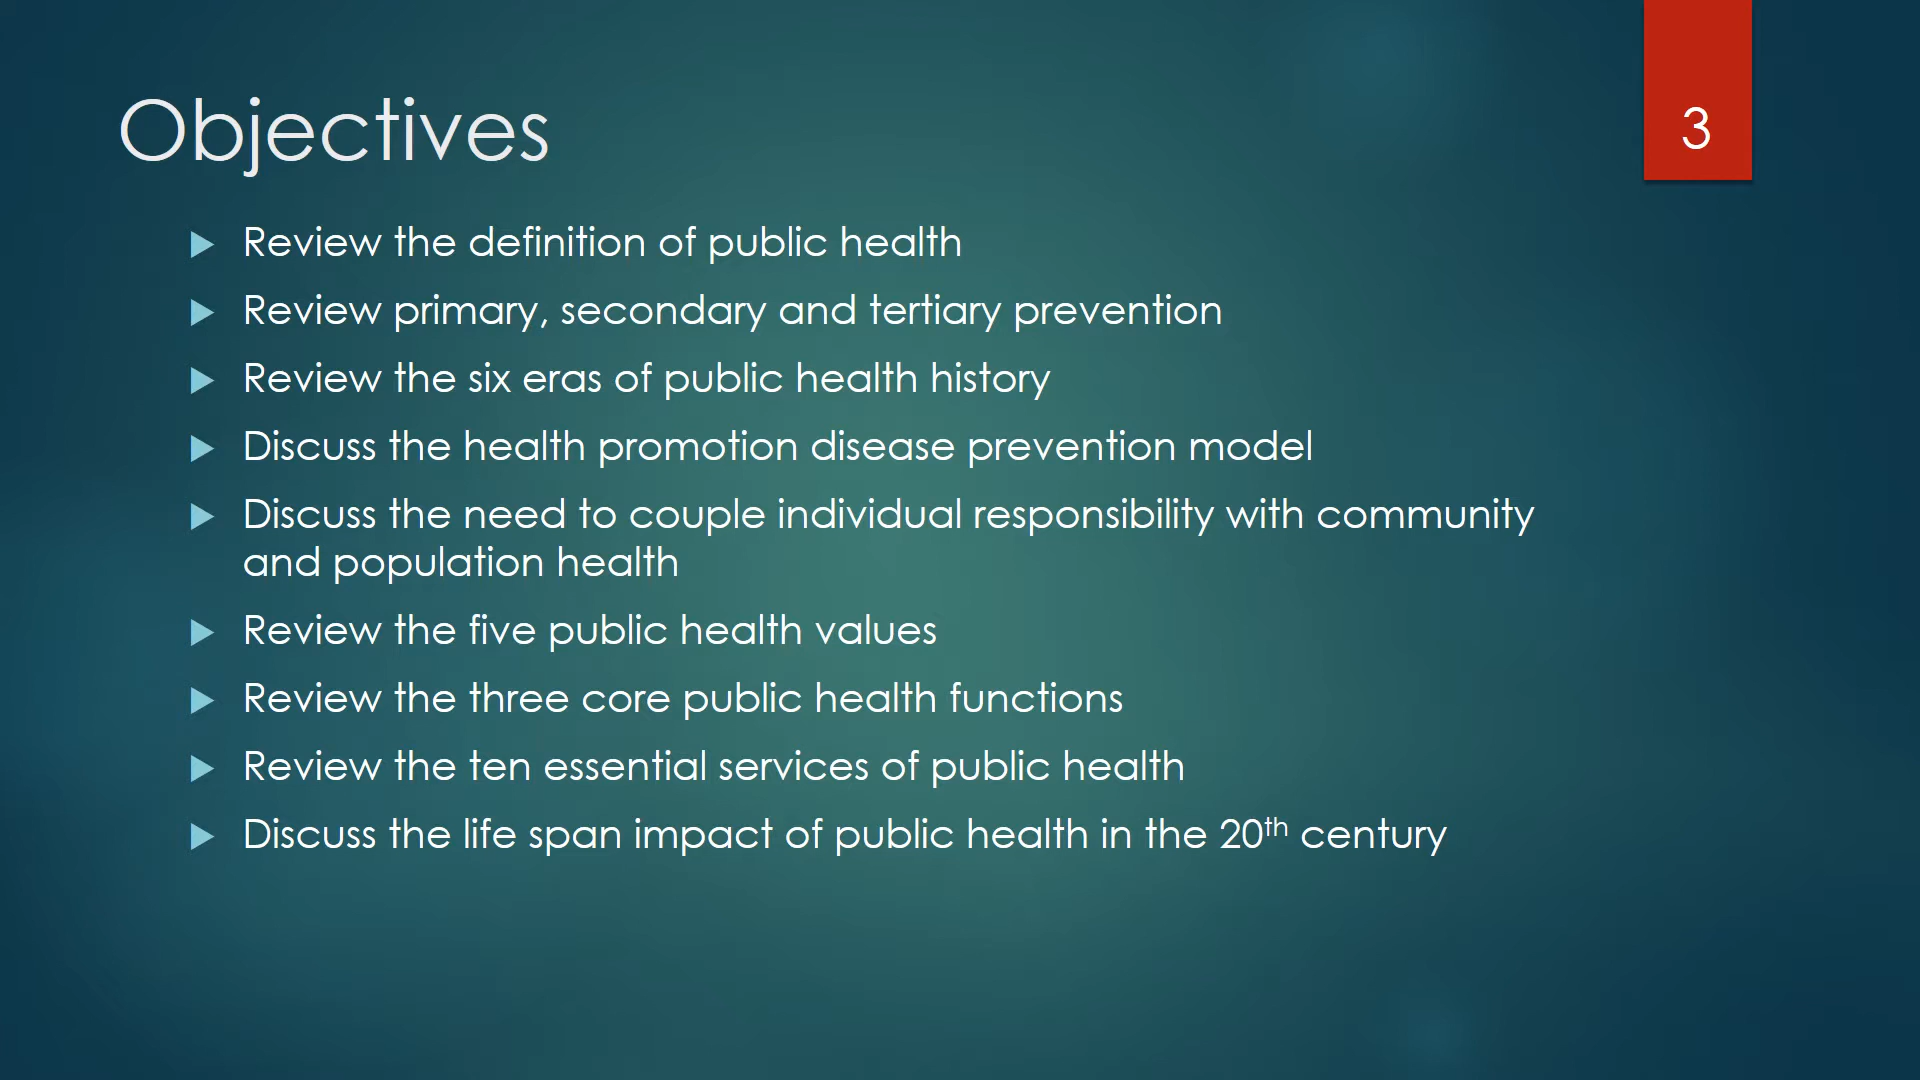 Objectives
3
Review the definition of public health
Review primary, secondary and tertiary prevention
Review the six eras of public health history
Discuss the health promotion disease prevention model
Discuss the need to couple individual responsibility with community
and population health
Review the five public health values
Review the three core public health functions
Review the ten essential services of public health
Discuss the life span impact of public health in the 20th century